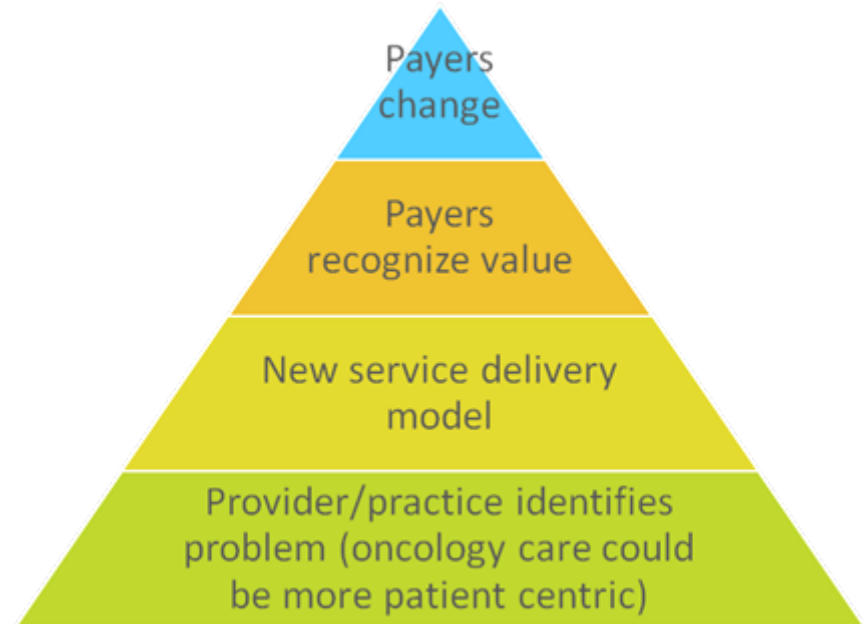 Payers
change
Payers
recognize value
New service delivery
model
Provider/practice identifies
problem (oncology care could
be more patient centric)